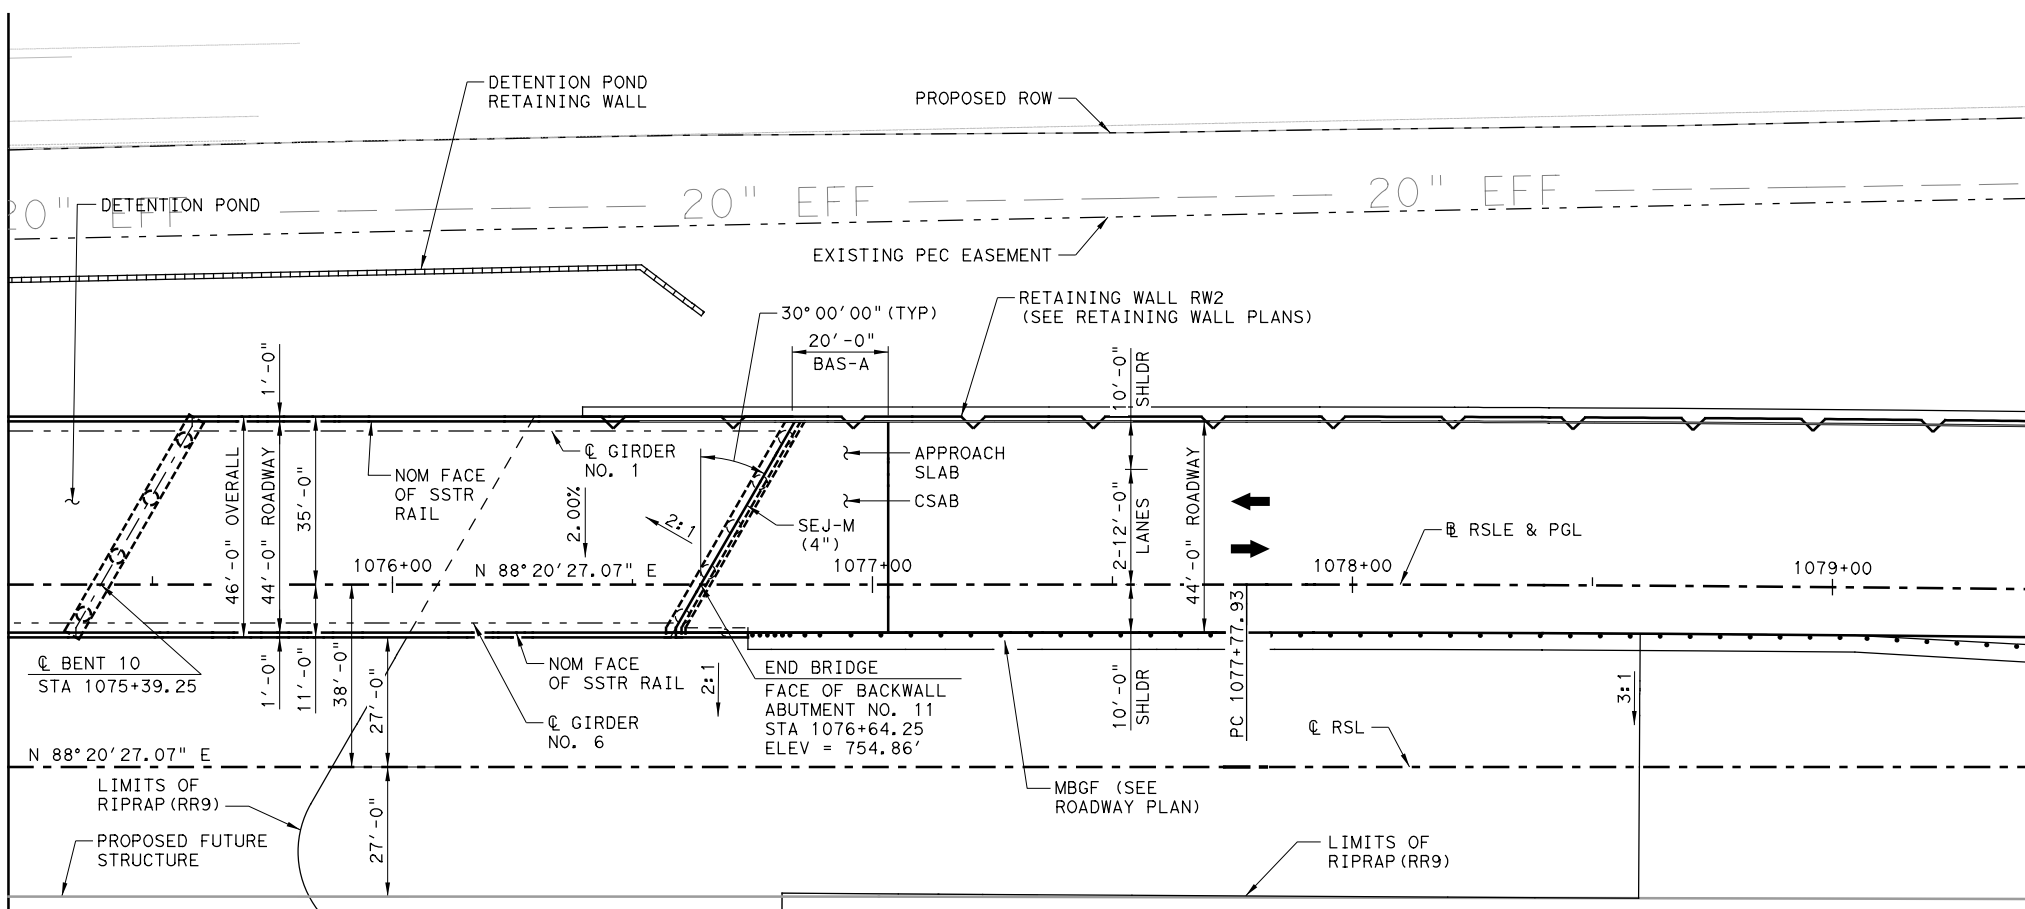 DETENTION POND
RETAINING WALL
PROPOSED ROW
20" EFF
20" EFF
20" EFF
DETENTION POND
EXISTING PEC EASEMENT
RETAINING WALL RW2
(SEE RETAINING WALL PLANS)
30°00'00" (TYP)
20'-0"
BAS-A
1'-0"
10'-0"
SHLDR
46'-0" OVERALL
44'-0" ROADWAY
35'-0"
NOM FACE
OF SSTR
RAIL
℄ GIRDER
NO. 1
2.00%
2:1
SEJ-M
(4")
APPROACH
SLAB
CSAB
2-12'-0"
LANES
44'-0" ROADWAY
℄ RSLE & PGL
1076+00
N 88°20'27.07" E
1077+00
1078+00
1079+00
℄ BENT 10
STA 1075+39.25
1'-0"
11'-0"
38'-0"
27'-0"
NOM FACE
OF SSTR RAIL
2:1
END BRIDGE
FACE OF BACKWALL
ABUTMENT NO. 11
STA 1076+64.25
ELEV = 754.86'
10'-0"
SHLDR
PC 1077+77.93
3:1
℄ GIRDER
NO. 6
℄ RSL
N 88°20'27.07" E
LIMITS OF
RIPRAP(RR9)
MBGF (SEE
ROADWAY PLAN)
PROPOSED FUTURE
STRUCTURE
27'-0"
LIMITS OF
RIPRAP(RR9)